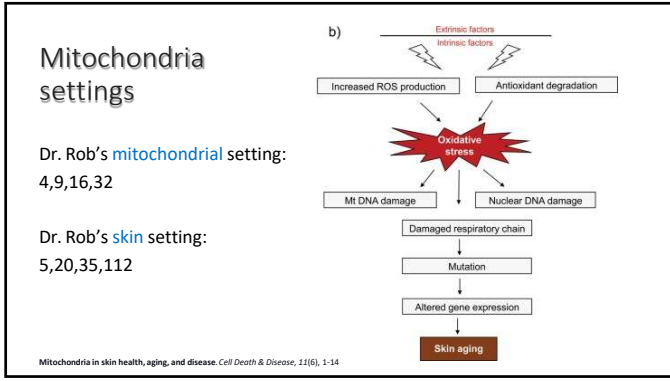 Mitochondria
settings
Dr. Rob’s mitochondrial setting:
4,9,16,32
Dr. Rob’s skin setting:
5,20,35,112
b)
Extrinsic factors
Intrinsic factors
Increased ROS production
Antioxidant degradation
Oxidative
stress
Mt DNA damage
Nuclear DNA damage
Damaged respiratory chain
Mutation
Altered gene expression
Skin aging
Mitochondria in skin health, aging, and disease. Cell Death & Disease, 11(6), 1-14